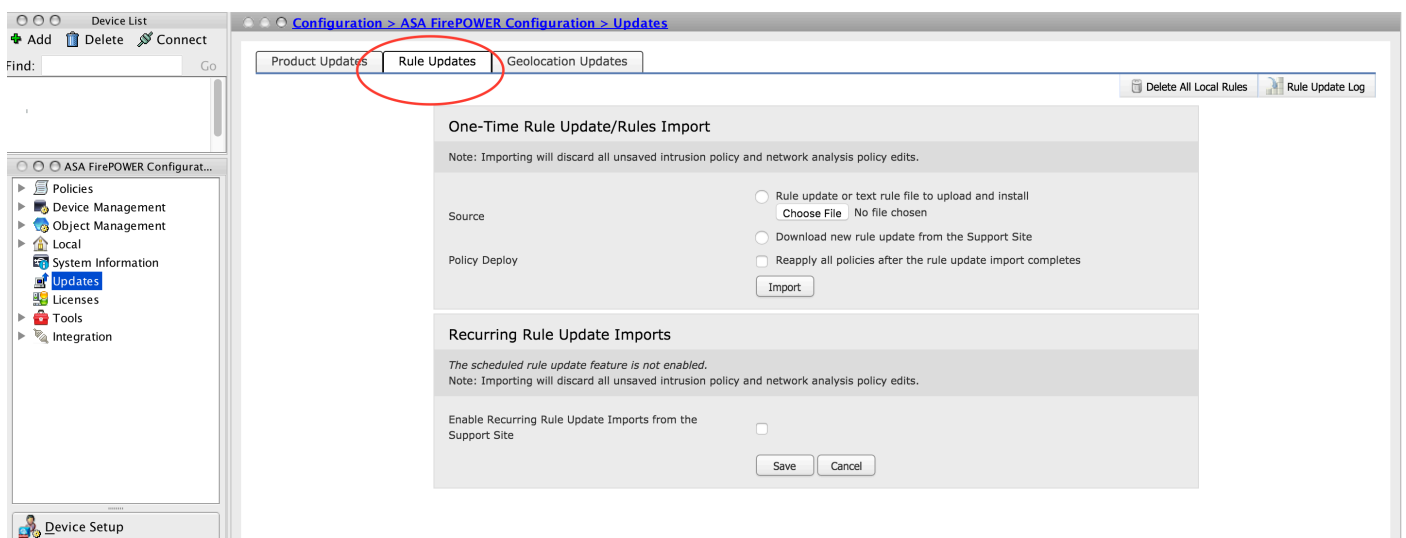 Device List
Configuration > ASA FirePOWER Configuration > Updates
Add Delete Connect
Find: Go
Product Updates Rule Updates Geolocation Updates
Delete All Local Rules Rule Update Log
One-Time Rule Update/Rules Import
Note: Importing will discard all unsaved intrusion policy and network analysis policy edits.
Source
Rule update or text rule file to upload and install
Choose File No file chosen
Download new rule update from the Support Site
Policy Deploy
Reapply all policies after the rule update import completes
Import
Recurring Rule Update Imports
The scheduled rule update feature is not enabled.
Note: Importing will discard all unsaved intrusion policy and network analysis policy edits.
Enable Recurring Rule Update Imports from the
Support Site
Save Cancel
ASA FirePOWER Configurat...
Policies
Device Management
Object Management
Local
System Information
Updates
Licenses
Tools
Integration
Device Setup